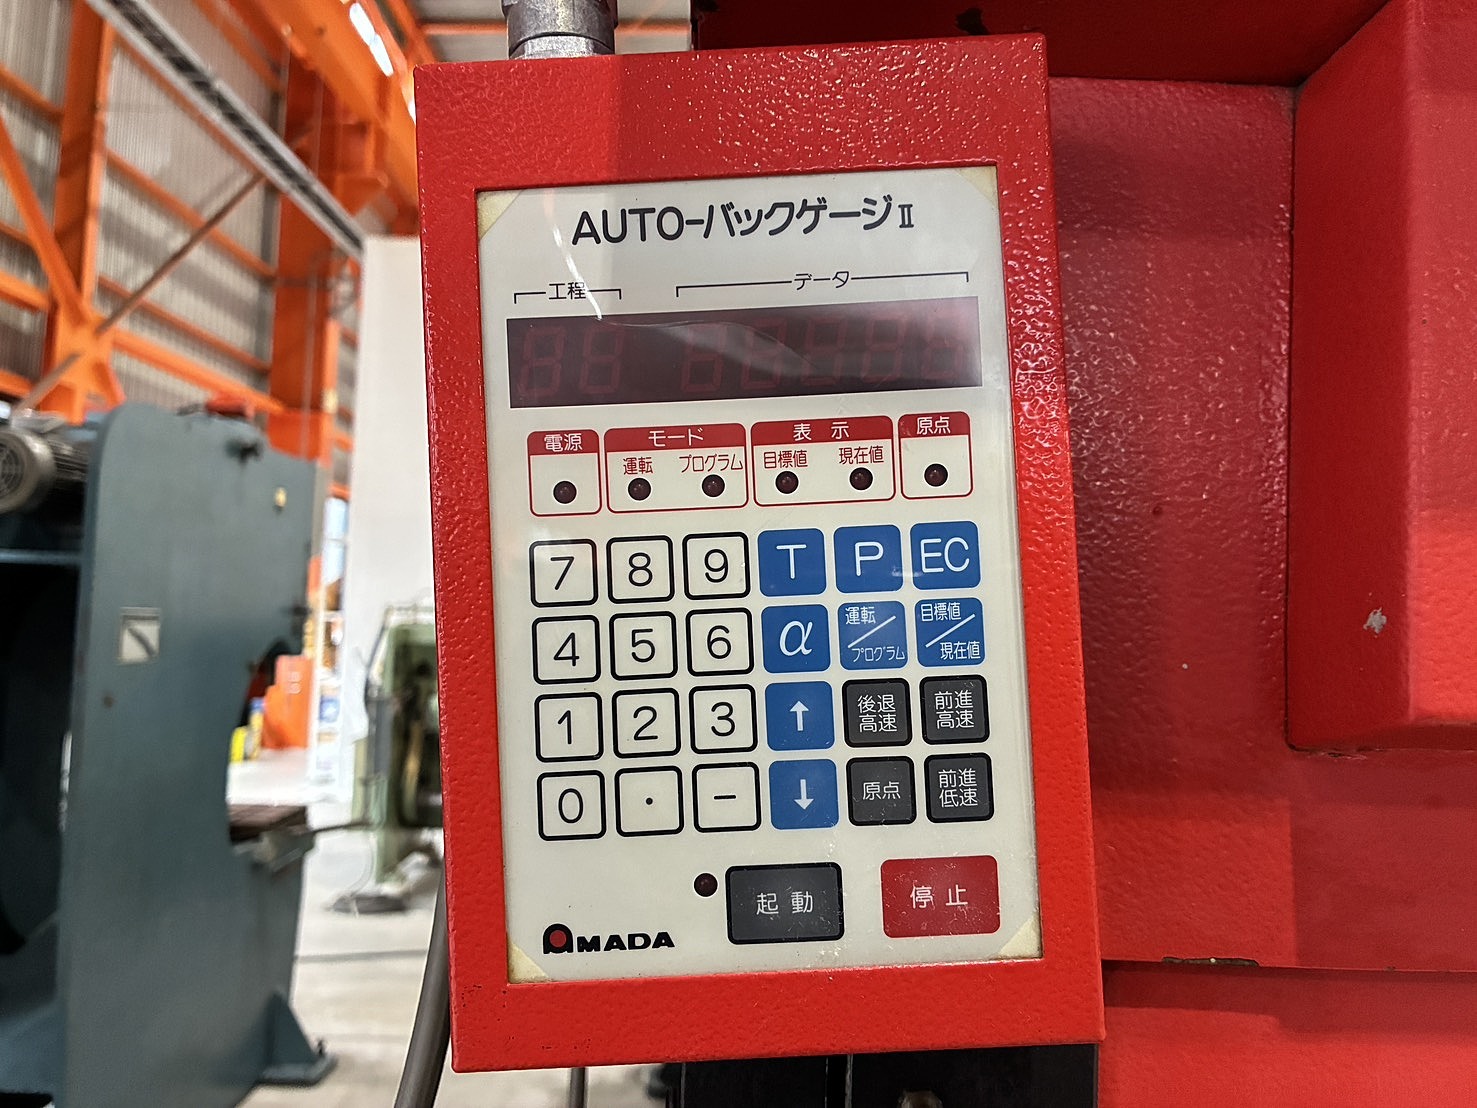 AUTO-バックゲージⅡ
工程 データ
電源 モード 表示 原点
運転 プログラム 目標値 現在値
7 8 9 T P EC
4 5 6 α 運転/プログラム 目標値/現在値
1 2 3 ↑ 後退高速 前進高速
0 . - ↓ 原点 前進低速
起動 停止
AMADA